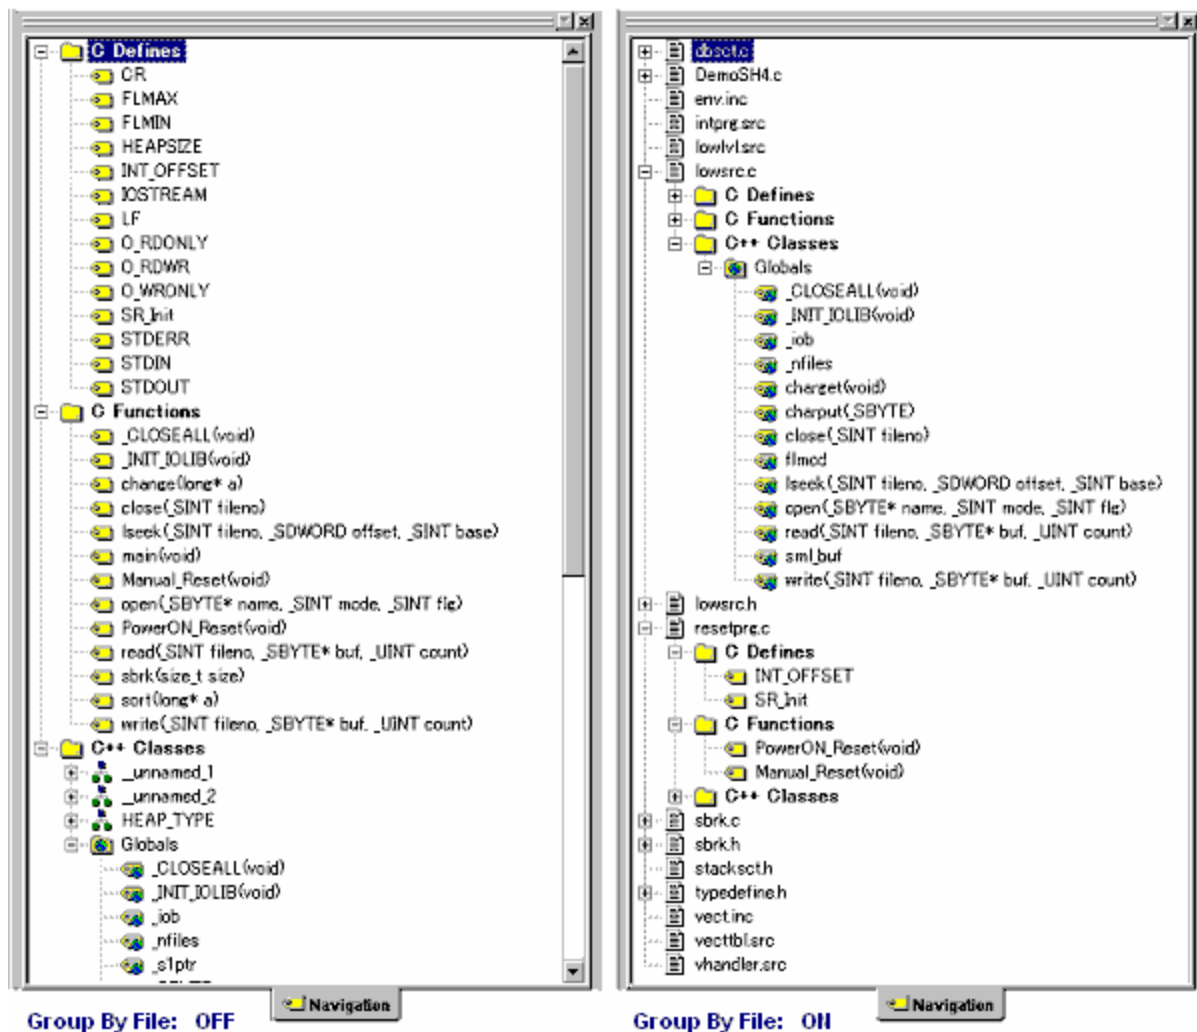 C Defines
CR
FLMAX
FLMIN
HEAPSIZE
INT_OFFSET
IOSTREAM
LF
O_RDONLY
O_RDWR
O_WRONLY
SR_Init
STDERR
STDIN
STDOUT
C Functions
_CLOSEALL(void)
_INIT_IOLIB(void)
change(long* a)
close(_SINT fileno)
lseek(_SINT fileno, _SDWORD offset, _SINT base)
main(void)
Manual_Reset(void)
open(_SBYTE* name, _SINT mode, _SINT flg)
PowerON_Reset(void)
read(_SINT fileno, _SBYTE* buf, _UINT count)
sbrk(size_t size)
sort(long* a)
write(_SINT fileno, _SBYTE* buf, _UINT count)
C++ Classes
__unnamed_1
__unnamed_2
HEAP_TYPE
Globals
_CLOSEALL(void)
_INIT_IOLIB(void)
_iob
_nfiles
_s1ptr
Navigation
Group By File: OFF
dbsct.c
DemoSH4.c
env.inc
intprg.src
lowlvl.src
lowsrc.c
C Defines
C Functions
C++ Classes
Globals
_CLOSEALL(void)
_INIT_IOLIB(void)
_iob
_nfiles
charget(void)
charput(_SBYTE)
close(_SINT fileno)
flmod
lseek(_SINT fileno, _SDWORD offset, _SINT base)
open(_SBYTE* name, _SINT mode, _SINT flg)
read(_SINT fileno, _SBYTE* buf, _UINT count)
sml_buf
write(_SINT fileno, _SBYTE* buf, _UINT count)
lowsrc.h
resetprg.c
C Defines
INT_OFFSET
SR_Init
C Functions
PowerON_Reset(void)
Manual_Reset(void)
C++ Classes
sbrk.c
sbrk.h
stacksct.h
typedefine.h
vect.inc
vecttbl.src
vhandler.src
Navigation
Group By File: ON